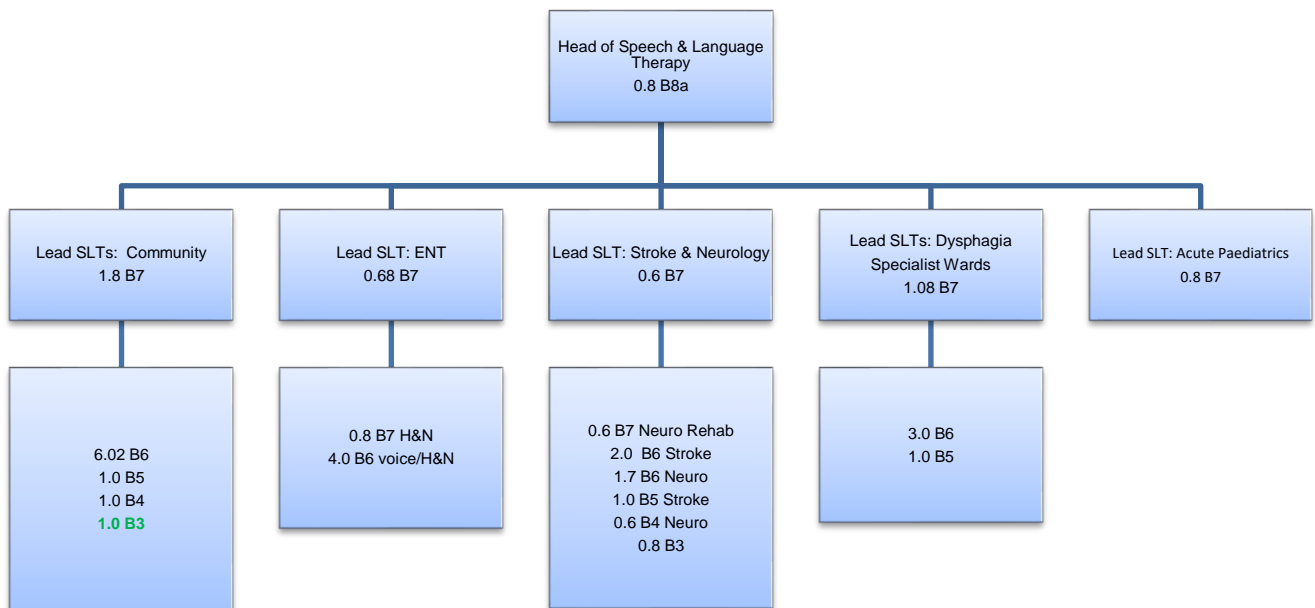 Head of Speech & Language
Therapy
0.8 B8a
Lead SLTs: Community
1.8 B7
Lead SLT: ENT
0.68 B7
Lead SLT: Stroke & Neurology
0.6 B7
Lead SLTs: Dysphagia
Specialist Wards
1.08 B7
Lead SLT: Acute Paediatrics
0.8 B7
6.02 B6
1.0 B5
1.0 B4
1.0 B3
0.8 B7 H&N
4.0 B6 voice/H&N
0.6 B7 Neuro Rehab
2.0 B6 Stroke
1.7 B6 Neuro
1.0 B5 Stroke
0.6 B4 Neuro
0.8 B3
3.0 B6
1.0 B5